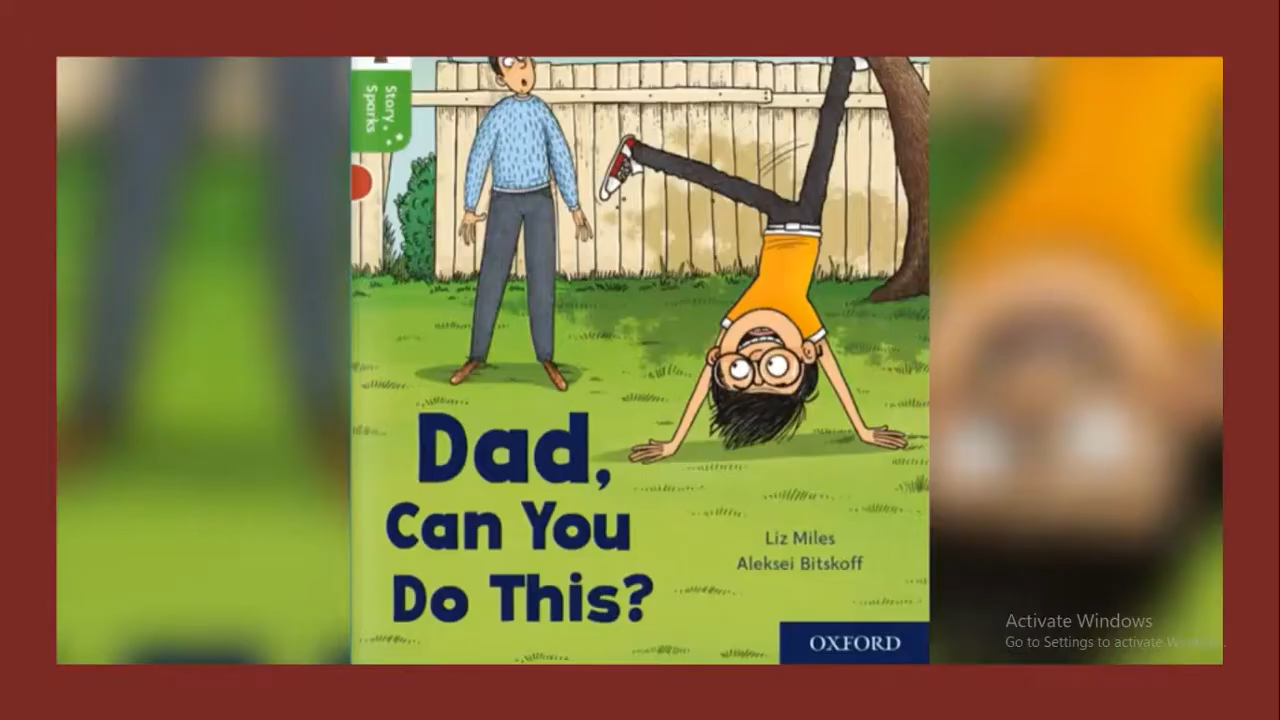 Story
Sparks
Dad,
Can You
Do This?
Liz Miles
Aleksei Bitskoff
OXFORD
Activate Windows
Go to Settings to activate Windows.